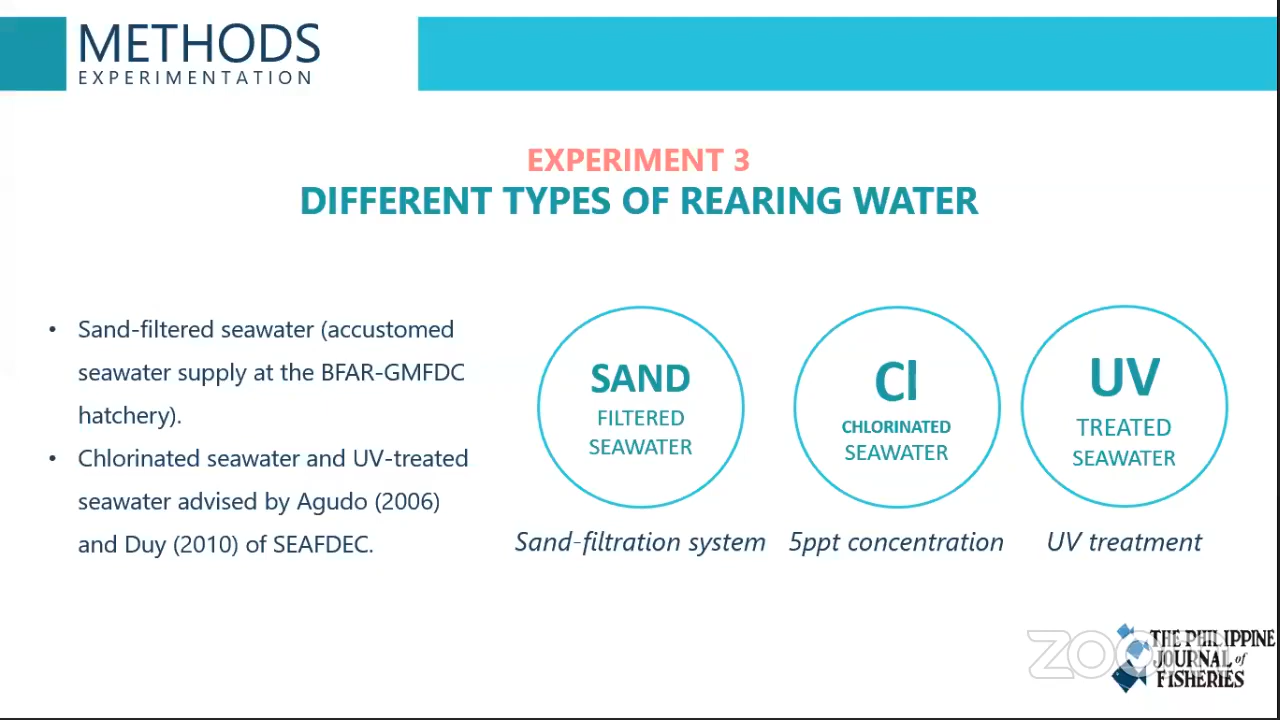 METHODS
EXPERIMENTATION
EXPERIMENT 3
DIFFERENT TYPES OF REARING WATER
• Sand-filtered seawater (accustomed
seawater supply at the BFAR-GMFDC
hatchery).
• Chlorinated seawater and UV-treated
seawater advised by Agudo (2006)
and Duy (2010) of SEAFDEC.
SAND
FILTERED
SEAWATER
Sand-filtration system
Cl
CHLORINATED
SEAWATER
5ppt concentration
UV
TREATED
SEAWATER
UV treatment
zoom
THE PHILIPPINE
JOURNAL of
FISHERIES